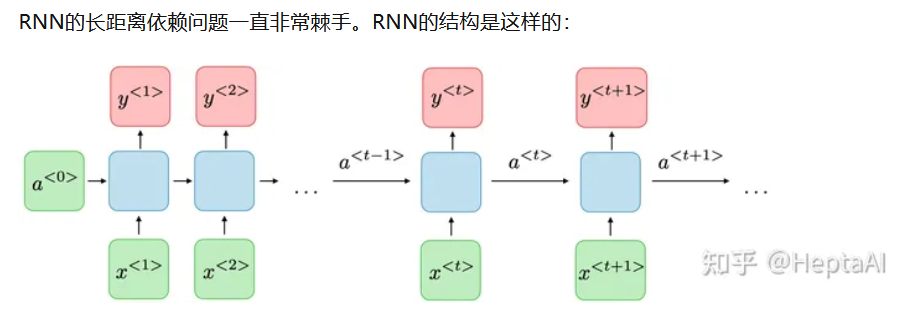 RNN的长距离依赖问题一直非常棘手。RNN的结构是这样的：
y<1> y<2> y<t> y<t+1>
a<0> ... a<t−1> a<t> a<t+1> ...
x<1> x<2> x<t> x<t+1>
知乎 @HeptaAI